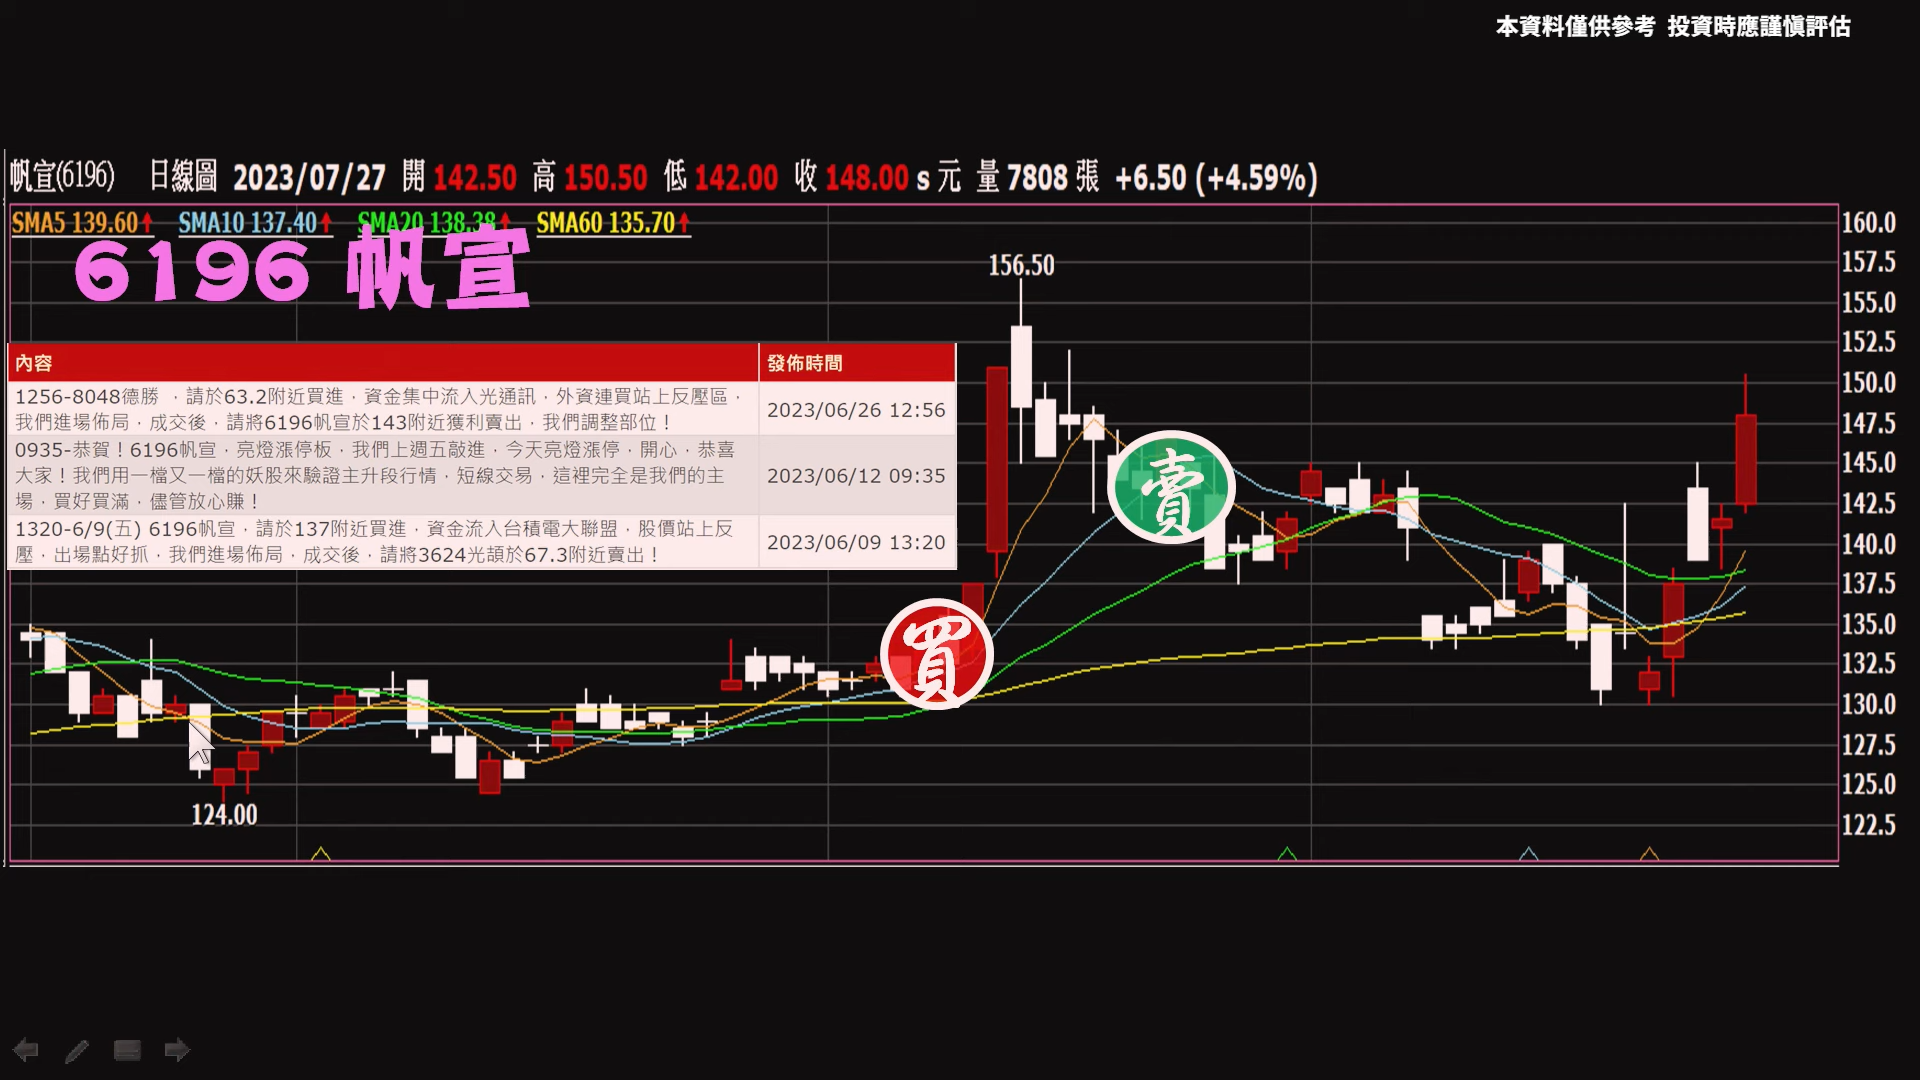 本資料僅供參考 投資時應謹慎評估
帆宣(6196) 日線圖 2023/07/27 開 142.50 高 150.50 低 142.00 收 148.00 s 元 量 7808 張 +6.50 (+4.59%)
SMA5 139.60 SMA10 137.40 SMA20 138.38 SMA60 135.70
6196 帆宣
內容 發佈時間
1256-8048德勝 ，請於63.2附近買進，資金集中流入光通訊，外資連買站上反壓區，
我們進場佈局，成交後，請將6196帆宣於143附近獲利賣出，我們調整部位！
2023/06/26 12:56
0935-恭賀！6196帆宣，亮燈漲停板，我們上週五敲進，今天亮燈漲停，開心，恭喜
大家！我們用一檔又一檔的妖股來驗證主升段行情，短線交易，這裡完全是我們的主
場，買好買滿，儘管放心賺！
2023/06/12 09:35
1320-6/9(五) 6196帆宣，請於137附近買進，資金流入台積電大聯盟，股價站上反
壓，出場點好抓，我們進場佈局，成交後，請將3624光頡於67.3附近賣出！
2023/06/09 13:20
156.50
賣
買
124.00
160.0
157.5
155.0
152.5
150.0
147.5
145.0
142.5
140.0
137.5
135.0
132.5
130.0
127.5
125.0
122.5